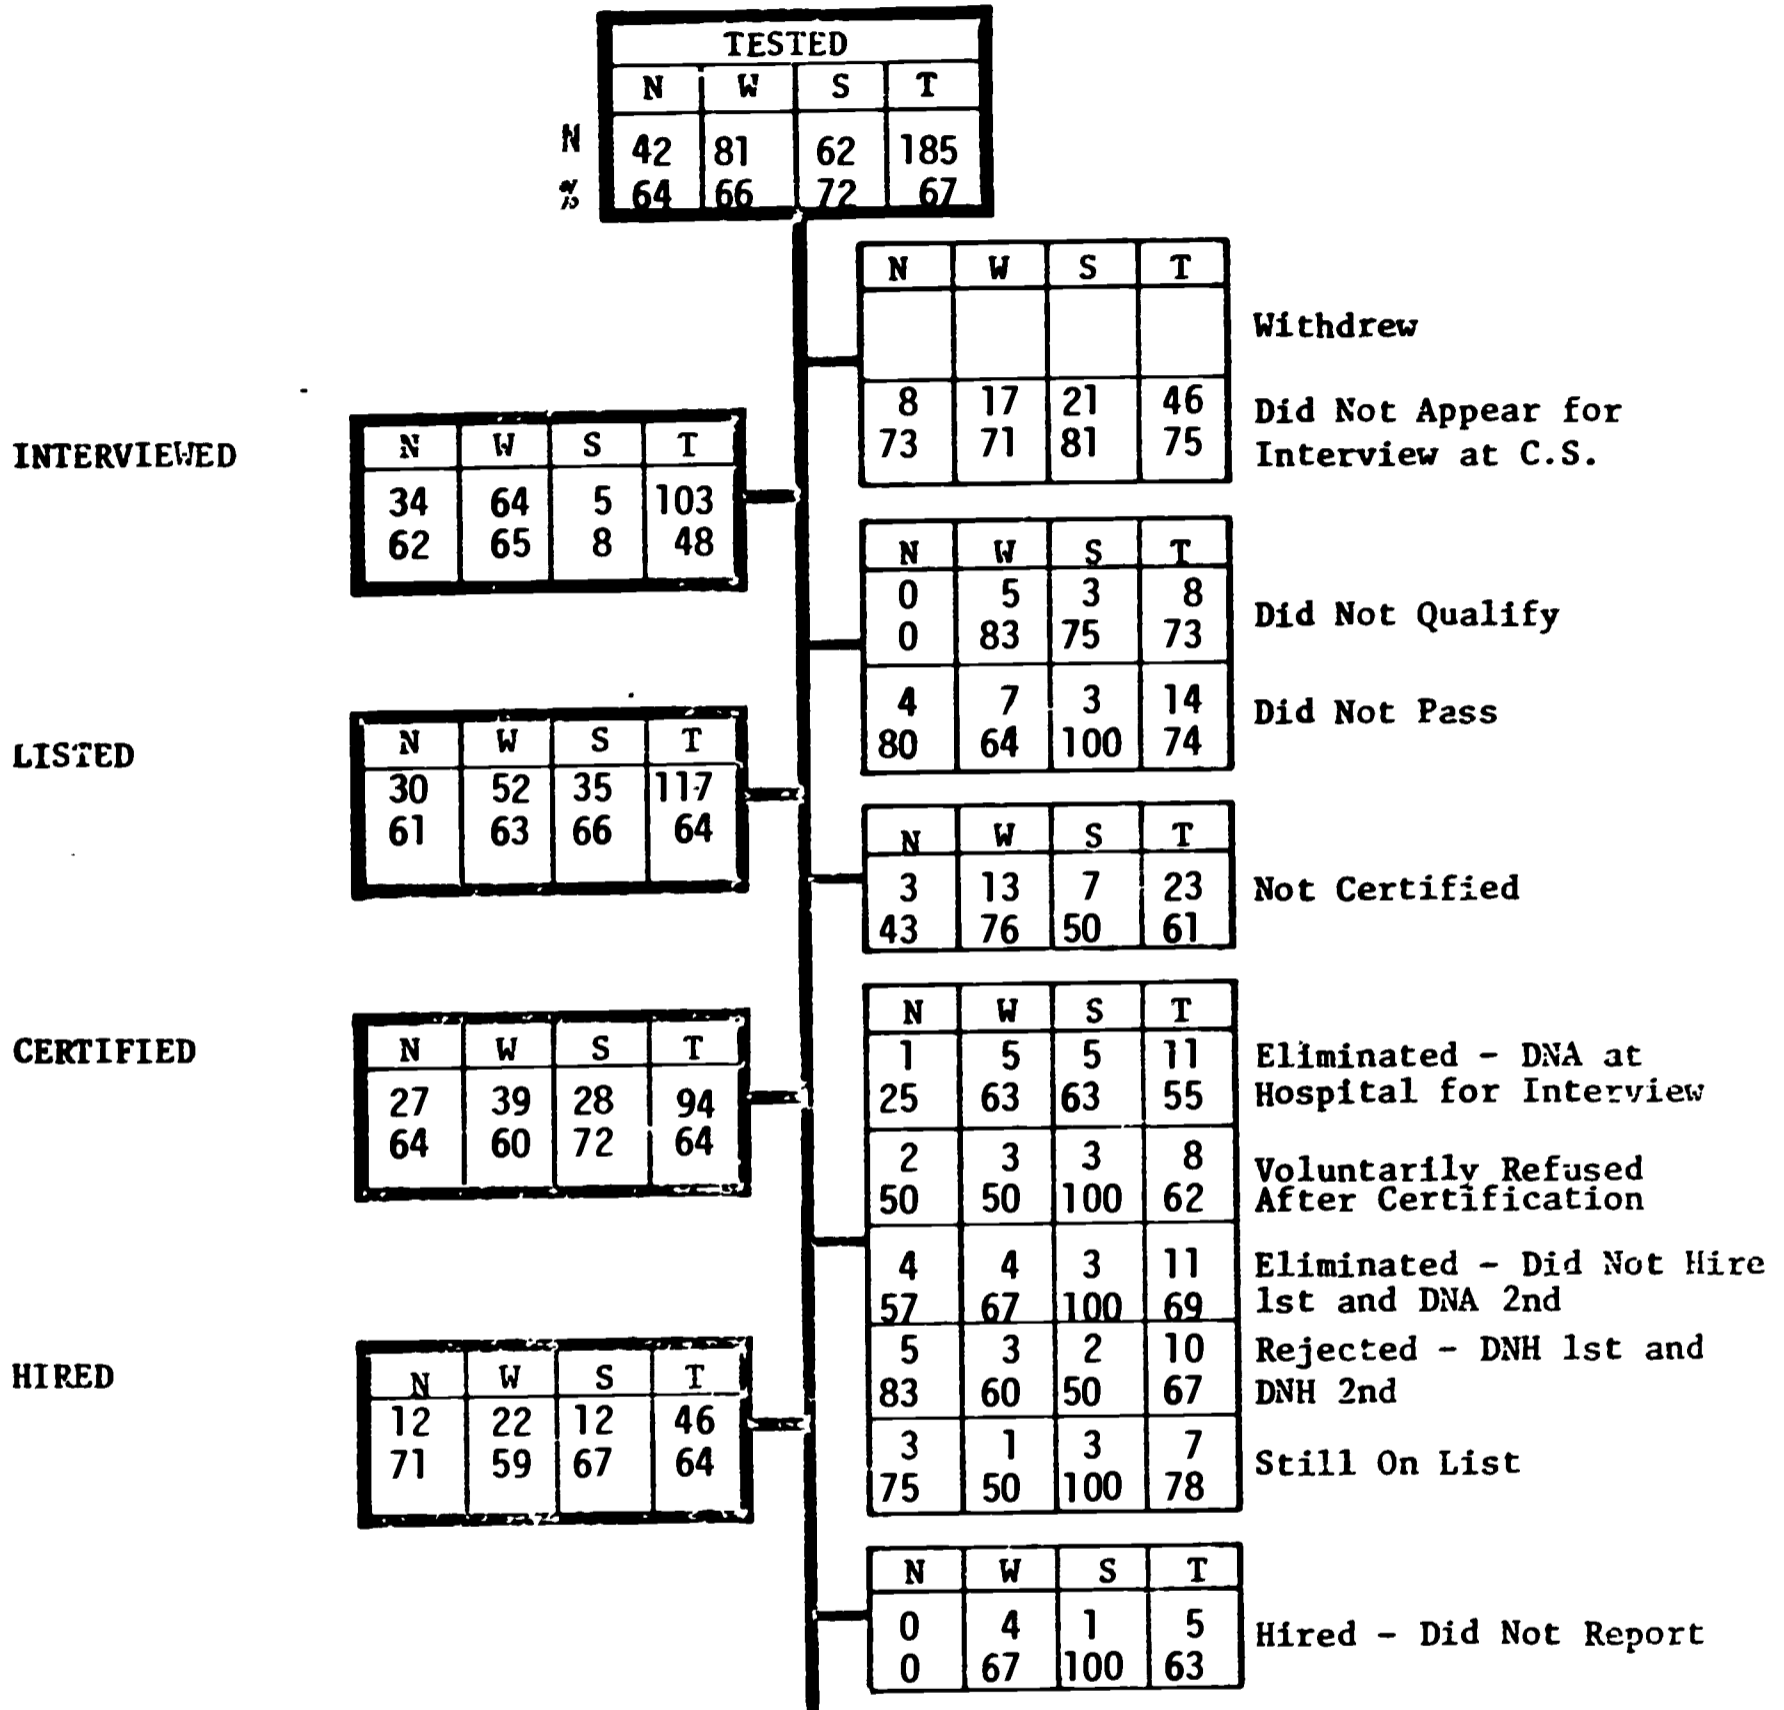 TESTED
N W S T
N 42 81 62 185
% 64 66 72 67
N W S T
Withdrew
8 17 21 46
73 71 81 75
Did Not Appear for
Interview at C.S.
INTERVIEWED
N W S T
34 64 5 103
62 65 8 48
N W S T
0 5 3 8
0 83 75 73
Did Not Qualify
4 7 3 14
80 64 100 74
Did Not Pass
LISTED
N W S T
30 52 35 117
61 63 66 64
N W S T
3 13 7 23
43 76 50 61
Not Certified
CERTIFIED
N W S T
27 39 28 94
64 60 72 64
N W S T
1 5 5 11
25 63 63 55
Eliminated - DNA at
Hospital for Interview
2 3 3 8
50 50 100 62
Voluntarily Refused
After Certification
4 4 3 11
57 67 100 69
Eliminated - Did Not Hire
1st and DNA 2nd
5 3 2 10
83 60 50 67
Rejected - DNH 1st and
DNH 2nd
3 1 3 7
75 50 100 78
Still On List
HIRED
N W S T
12 22 12 46
71 59 67 64
N W S T
0 4 1 5
0 67 100 63
Hired - Did Not Report